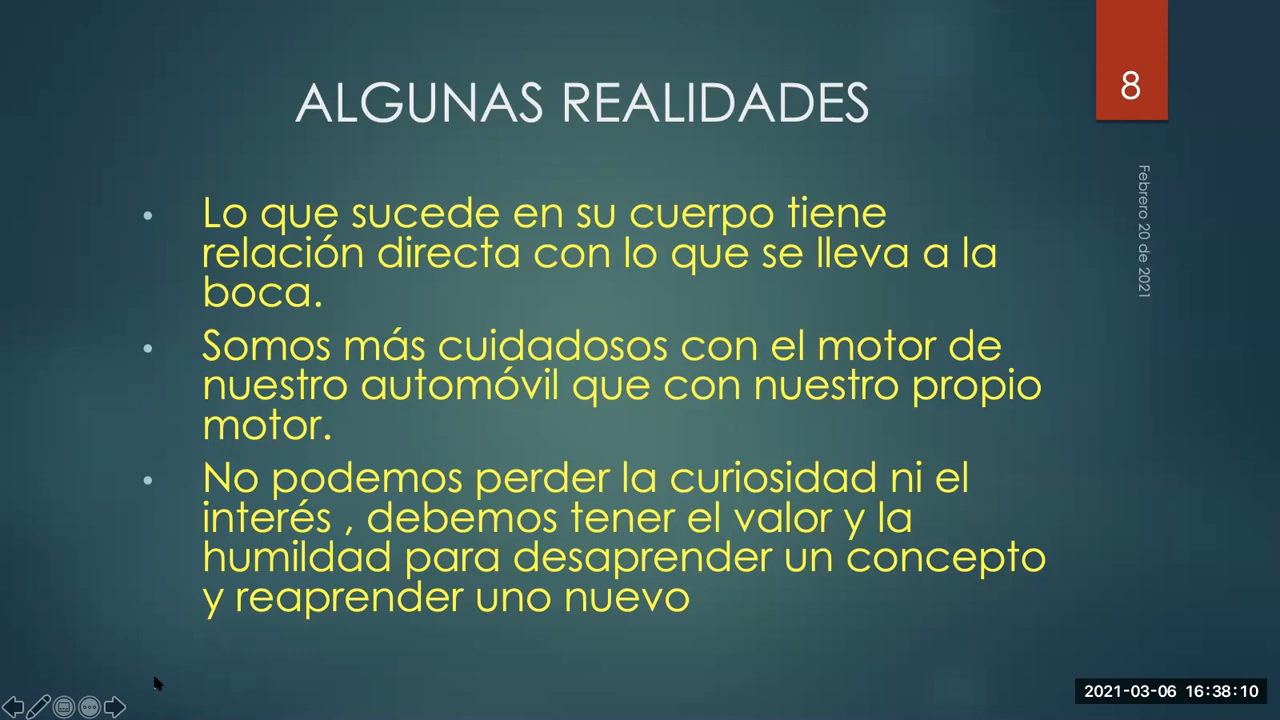 ALGUNAS REALIDADES
8
Febrero 20 de 2021
• Lo que sucede en su cuerpo tiene
relación directa con lo que se lleva a la
boca.
• Somos más cuidadosos con el motor de
nuestro automóvil que con nuestro propio
motor.
• No podemos perder la curiosidad ni el
interés , debemos tener el valor y la
humildad para desaprender un concepto
y reaprender uno nuevo
2021-03-06 16:38:10